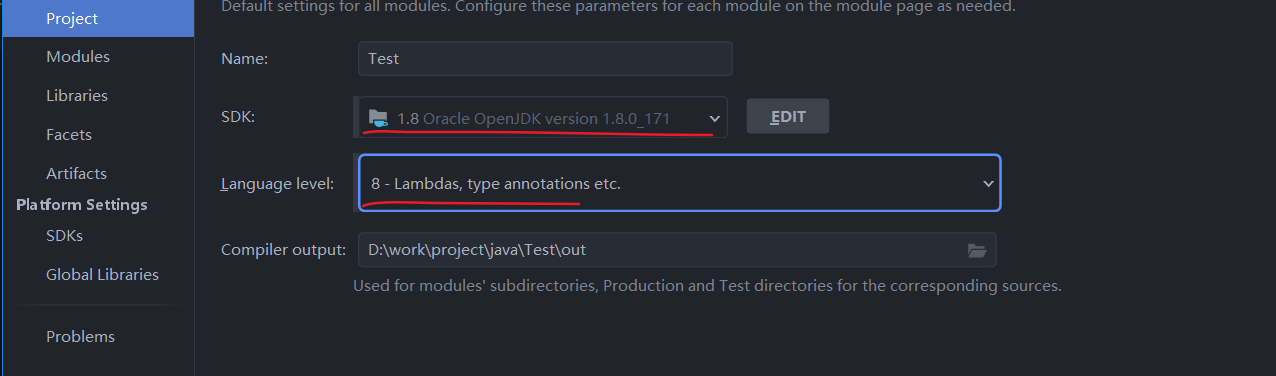 Default settings for all modules. Configure these parameters for each module on the module page as needed.
Project
Modules
Libraries
Facets
Artifacts
Platform Settings
SDKs
Global Libraries
Problems
Name: Test
SDK: 1.8 Oracle OpenJDK version 1.8.0_171 EDIT
Language level: 8 - Lambdas, type annotations etc.
Compiler output: D:\work\project\java\Test\out
Used for modules' subdirectories, Production and Test directories for the corresponding sources.